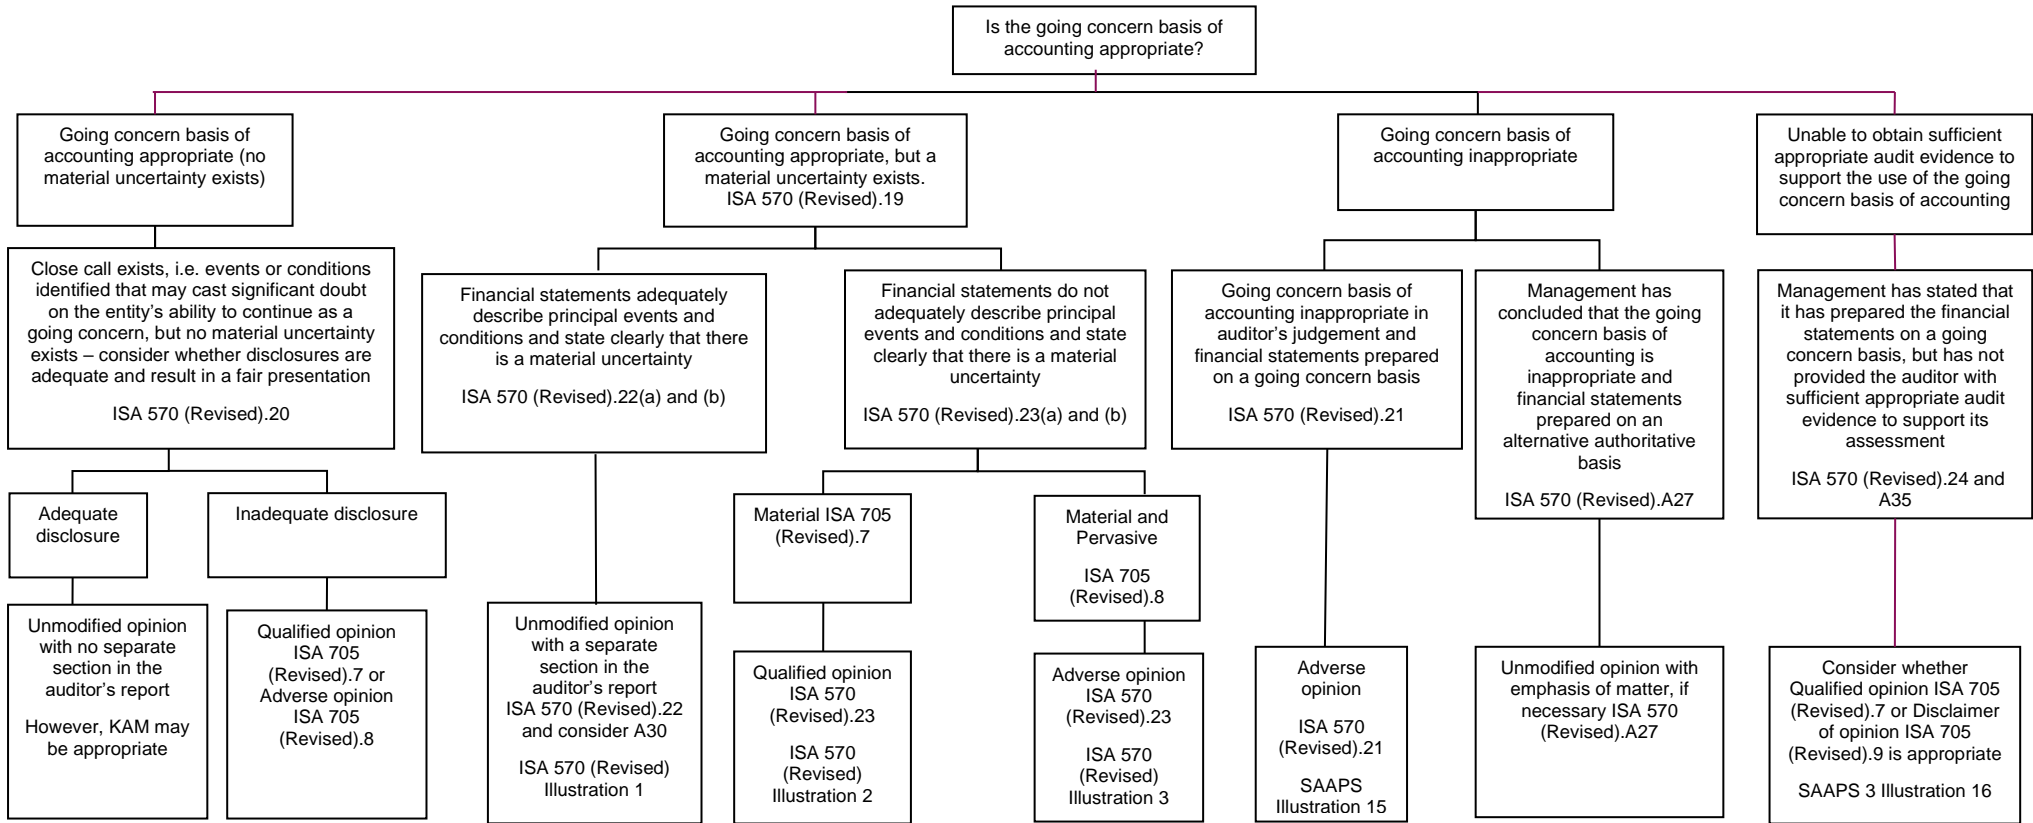 Is the going concern basis of
accounting appropriate?
Going concern basis of
accounting appropriate (no
material uncertainty exists)
Going concern basis of
accounting appropriate, but a
material uncertainty exists.
ISA 570 (Revised).19
Going concern basis of
accounting inappropriate
Unable to obtain sufficient
appropriate audit evidence to
support the use of the going
concern basis of accounting
Close call exists, i.e. events or conditions
identified that may cast significant doubt
on the entity’s ability to continue as a
going concern, but no material uncertainty
exists – consider whether disclosures are
adequate and result in a fair presentation
ISA 570 (Revised).20
Financial statements adequately
describe principal events and
conditions and state clearly that there
is a material uncertainty
ISA 570 (Revised).22(a) and (b)
Financial statements do not
adequately describe principal
events and conditions and state
clearly that there is a material
uncertainty
ISA 570 (Revised).23(a) and (b)
Going concern basis of
accounting inappropriate in
auditor’s judgement and
financial statements prepared
on a going concern basis
ISA 570 (Revised).21
Management has
concluded that the going
concern basis of
accounting is
inappropriate and
financial statements
prepared on an
alternative authoritative
basis
ISA 570 (Revised).A27
Management has stated that
it has prepared the financial
statements on a going
concern basis, but has not
provided the auditor with
sufficient appropriate audit
evidence to support its
assessment
ISA 570 (Revised).24 and
A35
Adequate
disclosure
Inadequate disclosure
Material ISA 705
(Revised).7
Material and
Pervasive
ISA 705
(Revised).8
Unmodified opinion
with no separate
section in the
auditor’s report
However, KAM may
be appropriate
Qualified opinion
ISA 705
(Revised).7 or
Adverse opinion
ISA 705
(Revised).8
Unmodified opinion
with a separate
section in the
auditor’s report
ISA 570 (Revised).22
and consider A30
ISA 570 (Revised)
Illustration 1
Qualified opinion
ISA 570
(Revised).23
ISA 570
(Revised)
Illustration 2
Adverse opinion
ISA 570
(Revised).23
ISA 570
(Revised)
Illustration 3
Adverse
opinion
ISA 570
(Revised).21
SAAPS
Illustration 15
Unmodified opinion with
emphasis of matter, if
necessary ISA 570
(Revised).A27
Consider whether
Qualified opinion ISA 705
(Revised).7 or Disclaimer
of opinion ISA 705
(Revised).9 is appropriate
SAAPS 3 Illustration 16